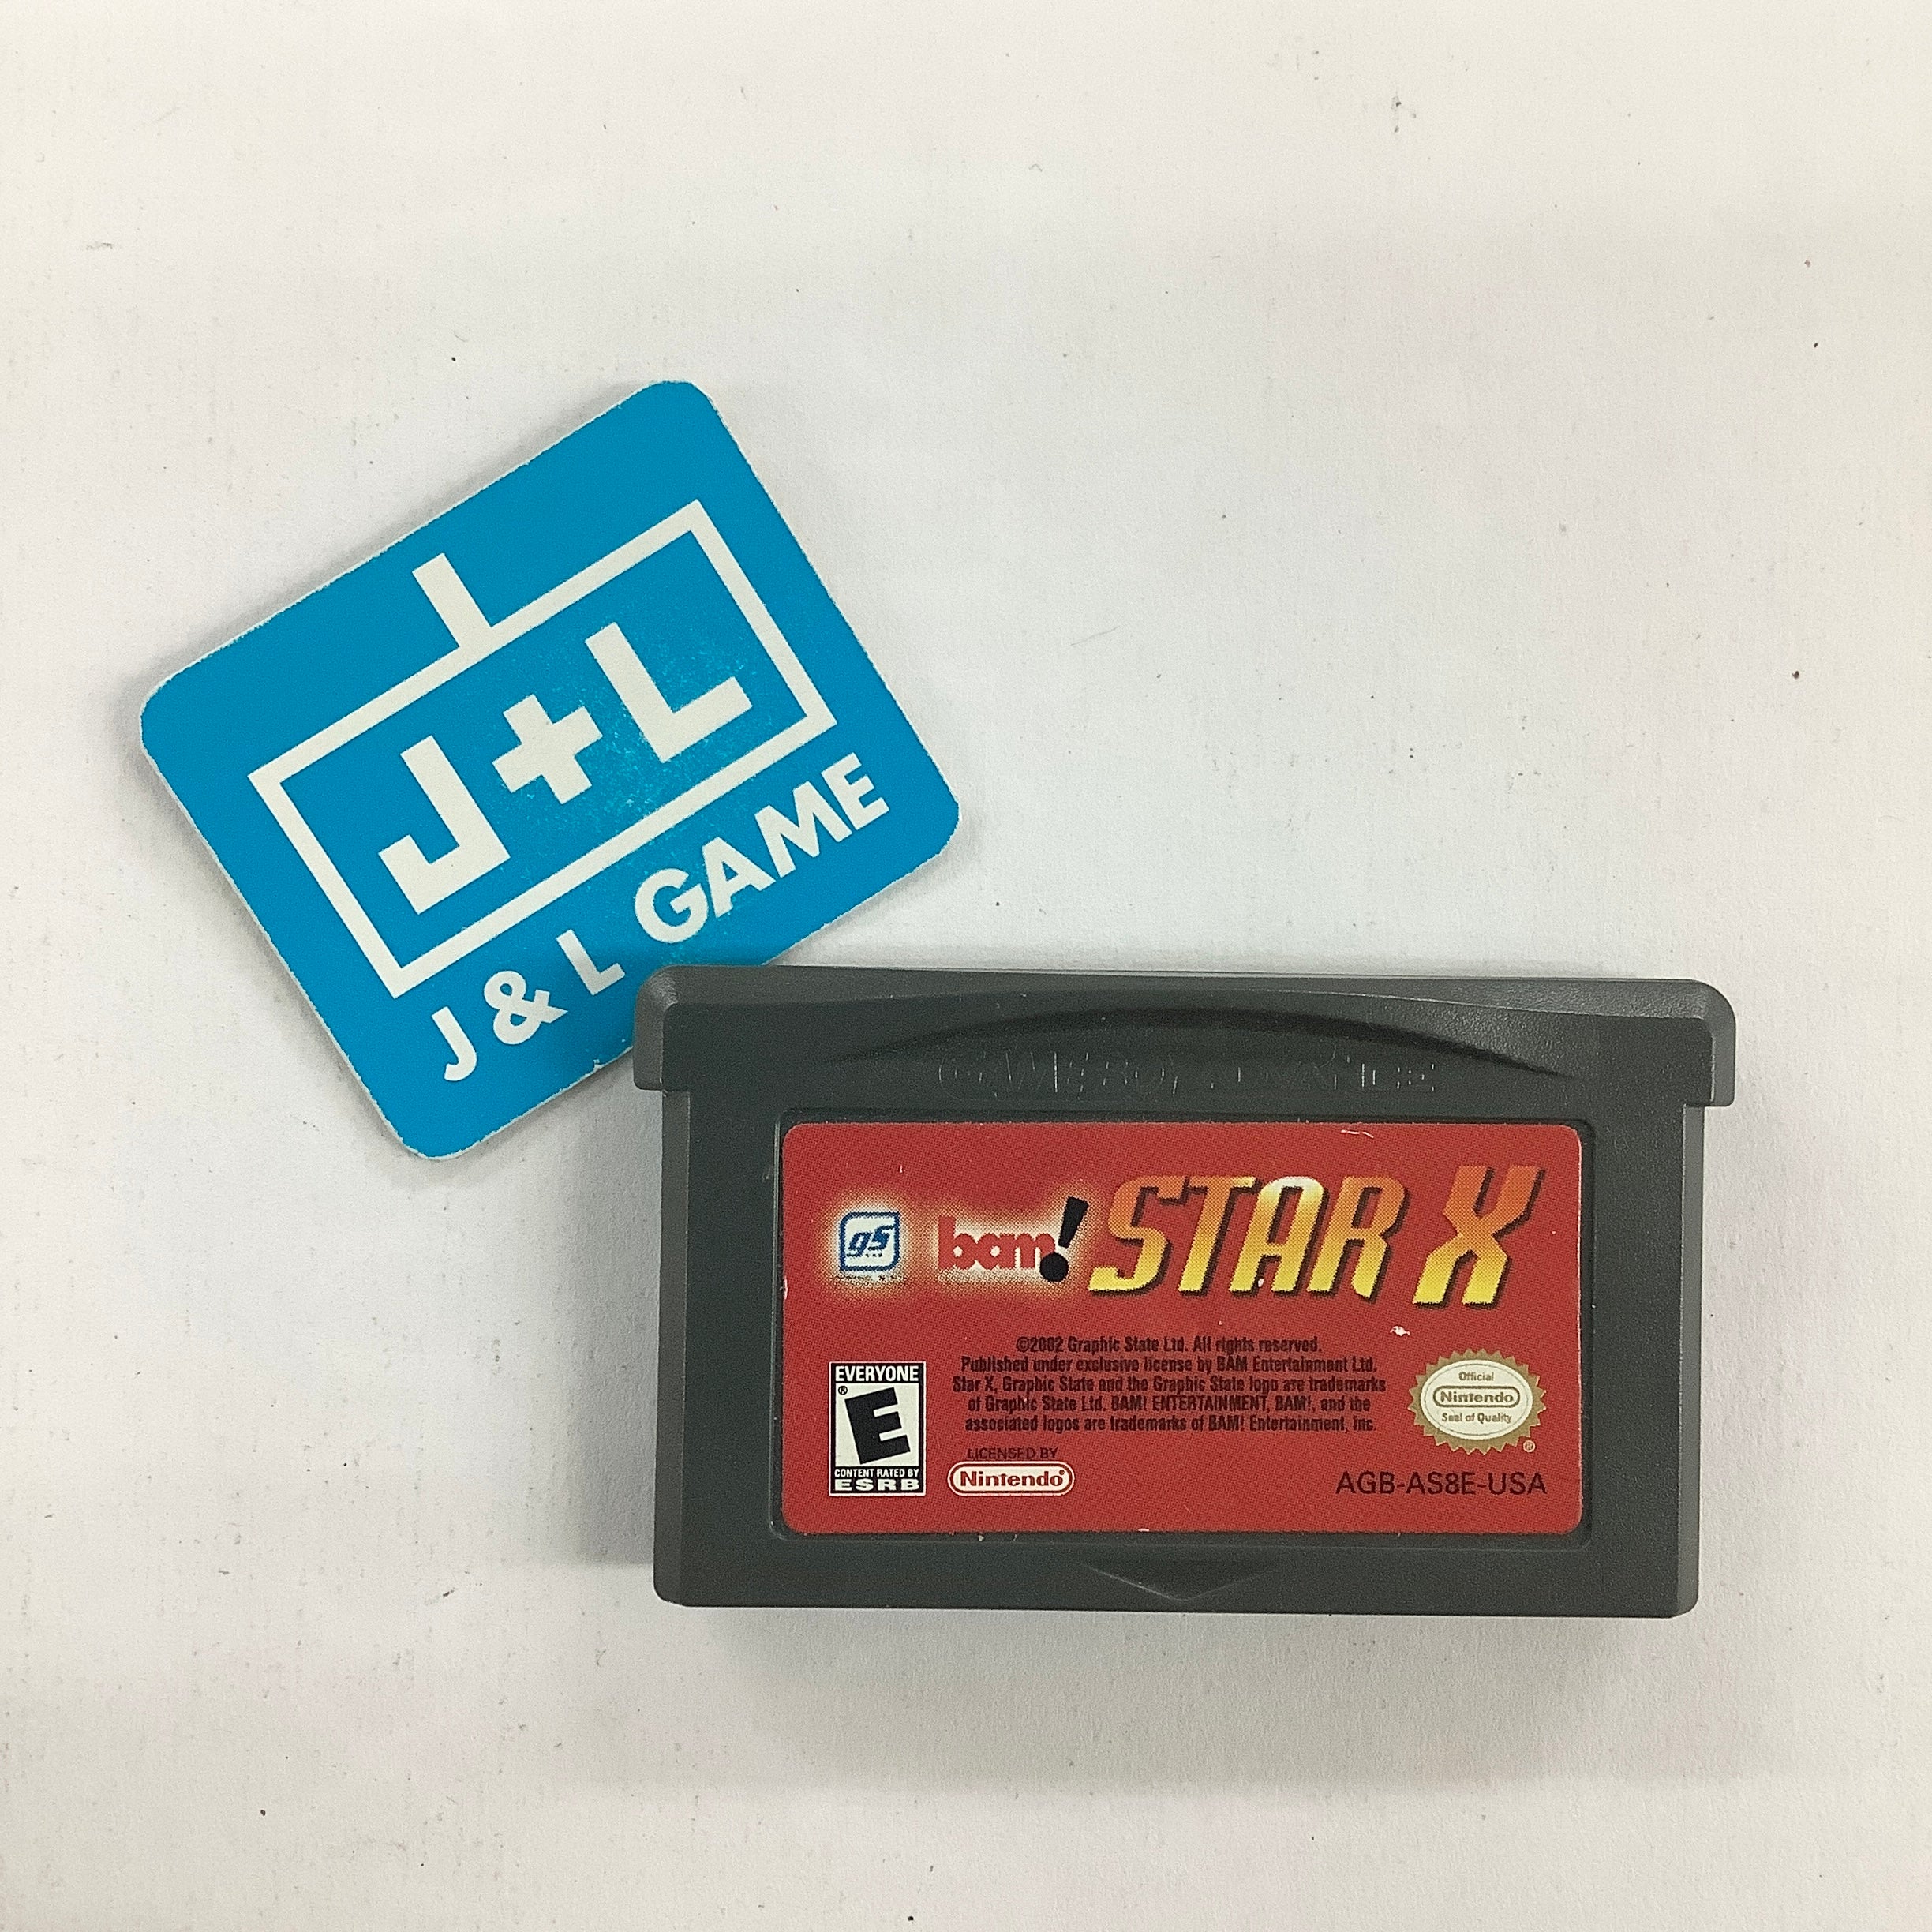 J+L
J & L GAME
GAME BOY ADVANCE
gs
bam!
STAR X
©2002 Graphic State Ltd. All rights reserved.
Published under exclusive license by BAM Entertainment Ltd.
Star X, Graphic State and the Graphic State logo are trademarks
of Graphic State Ltd. BAM! ENTERTAINMENT, BAM!, and the
associated logos are trademarks of BAM! Entertainment, Inc.
EVERYONE
E
®
CONTENT RATED BY
ESRB
LICENSED BY
Nintendo®
Official
Nintendo
Seal of Quality
®
AGB-AS8E-USA